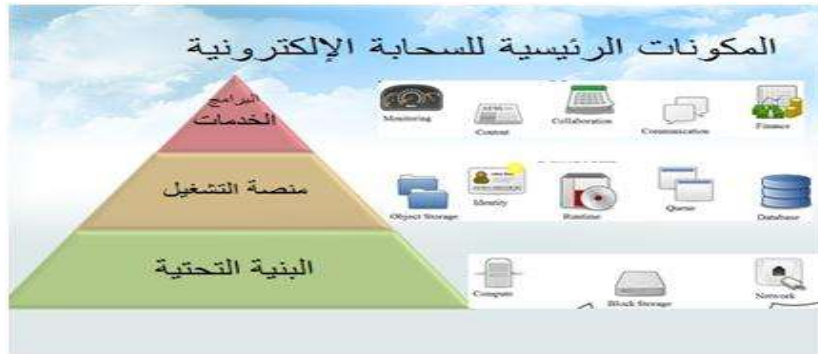 المكونات الرئيسية للسحابة الإلكترونية
البرامج
الخدمات
Monitoring
Content
Collaboration
Communication
Finance
منصة التشغيل
Object Storage
Identity
Runtime
Queue
Database
البنية التحتية
Compute
Block Storage
Network